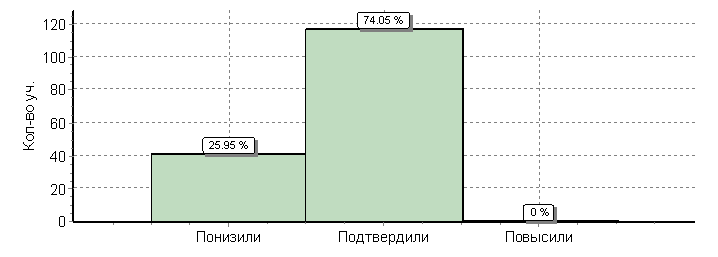 Кол-во уч.
120
100
80
60
40
20
0
25.95 %
74.05 %
0 %
Понизили
Подтвердили
Повысили